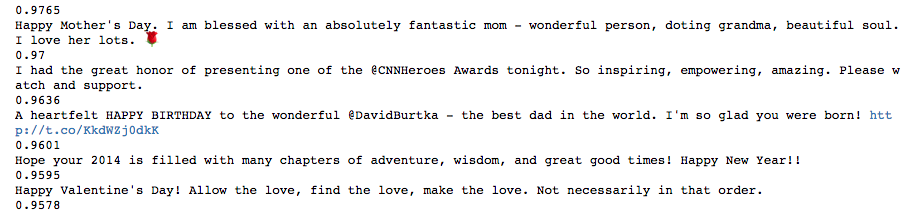 0.9765
Happy Mother's Day. I am blessed with an absolutely fantastic mom - wonderful person, doting grandma, beautiful soul.
I love her lots. 🌹
0.97
I had the great honor of presenting one of the @CNNHeroes Awards tonight. So inspiring, empowering, amazing. Please w
atch and support.
0.9636
A heartfelt HAPPY BIRTHDAY to the wonderful @DavidBurtka - the best dad in the world. I'm so glad you were born! htt
p://t.co/KkdWZj0dkK
0.9601
Hope your 2014 is filled with many chapters of adventure, wisdom, and great good times! Happy New Year!!
0.9595
Happy Valentine's Day! Allow the love, find the love, make the love. Not necessarily in that order.
0.9578